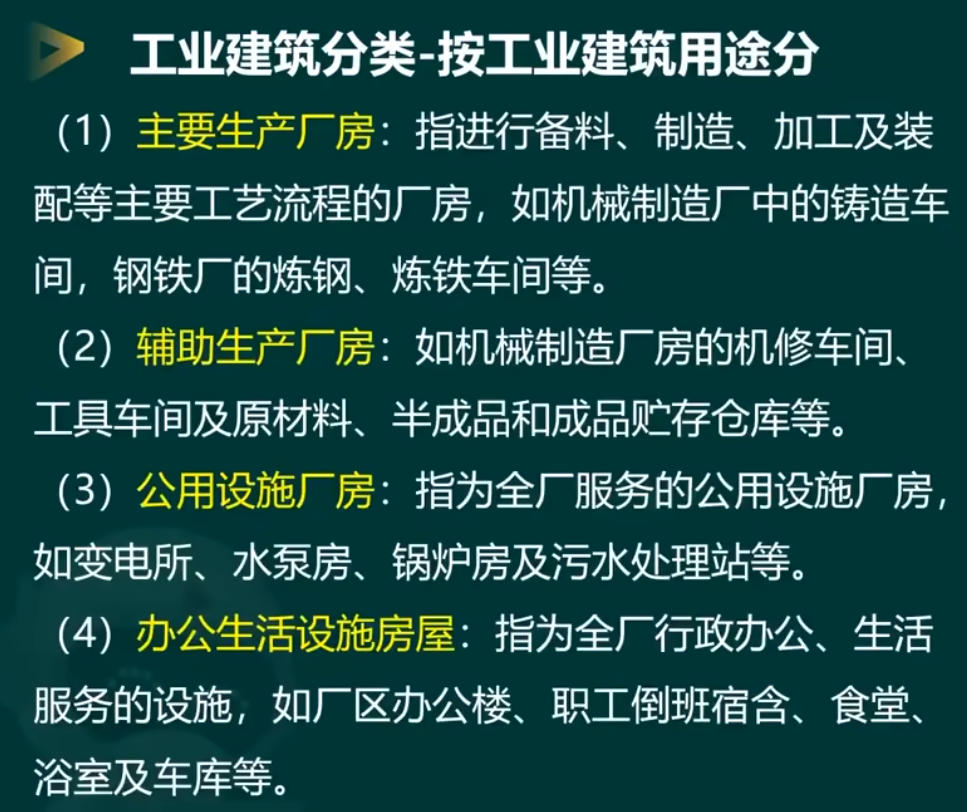 工业建筑分类-按工业建筑用途分
（1）主要生产厂房：指进行备料、制造、加工及装
配等主要工艺流程的厂房，如机械制造厂中的铸造车
间，钢铁厂的炼钢、炼铁车间等。
（2）辅助生产厂房：如机械制造厂房的机修车间、
工具车间及原材料、半成品和成品贮存仓库等。
（3）公用设施厂房：指为全厂服务的公用设施厂房，
如变电所、水泵房、锅炉房及污水处理站等。
（4）办公生活设施房屋：指为全厂行政办公、生活
服务的设施，如厂区办公楼、职工倒班宿含、食堂、
浴室及车库等。